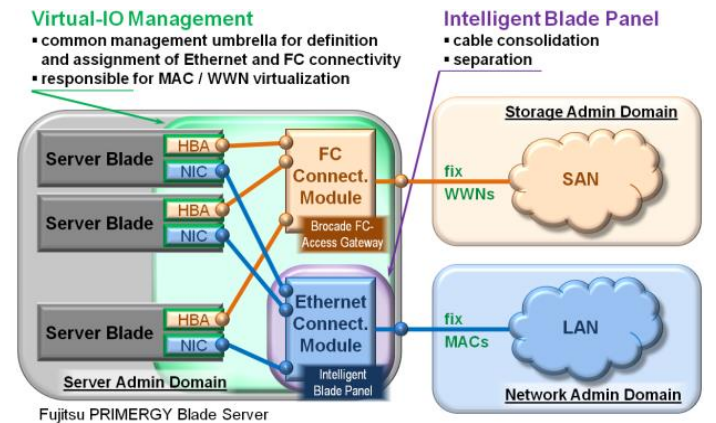 Virtual-IO Management
▪ common management umbrella for definition
and assignment of Ethernet and FC connectivity
▪ responsible for MAC / WWN virtualization
Intelligent Blade Panel
▪ cable consolidation
▪ separation
Server Blade
HBA
NIC
Server Blade
HBA
NIC
Server Blade
HBA
NIC
Server Admin Domain
FC
Connect.
Module
Brocade FC-
Access Gateway
Ethernet
Connect.
Module
Intelligent
Blade Panel
Storage Admin Domain
fix
WWNs
SAN
fix
MACs
LAN
Network Admin Domain
Fujitsu PRIMERGY Blade Server